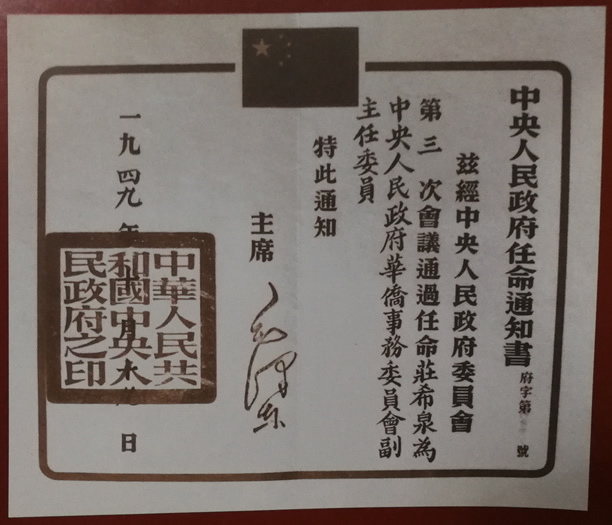 中央人民政府任命通知書
府字第 號
茲經中央人民政府委員會
第三次會議通過任命莊希泉為
中央人民政府華僑事務委員會副
主任委員
特此通知
主席 毛澤東
一九四九年 月 日
中華人民共
和國中央人
民政府之印